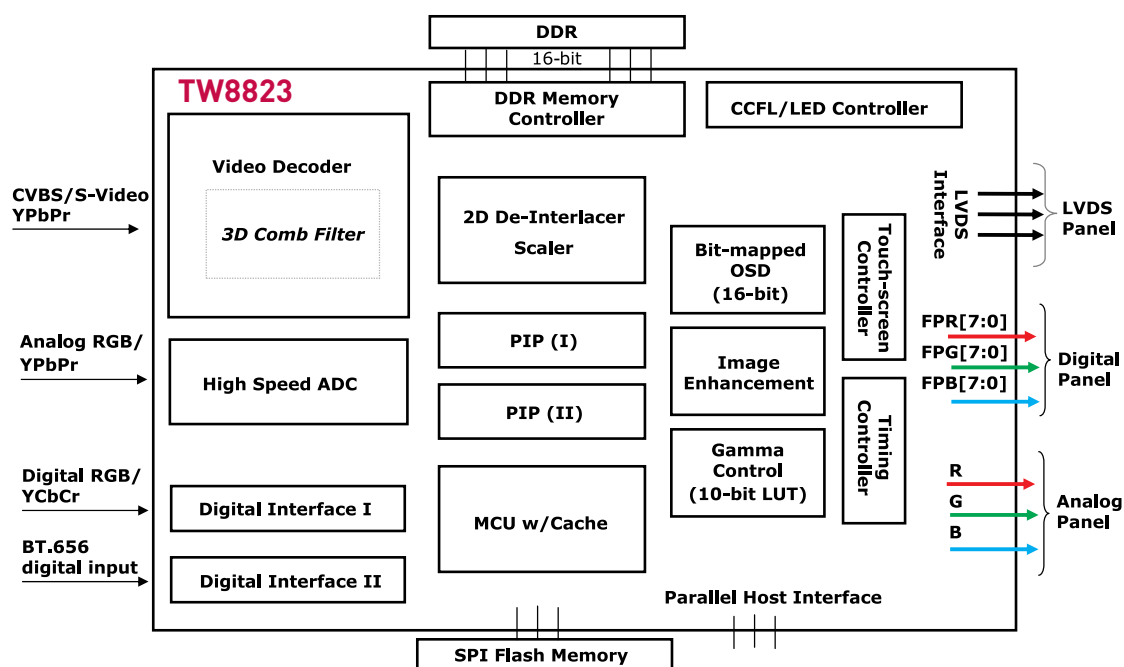 DDR
16-bit
TW8823
DDR Memory
Controller
CCFL/LED Controller
Video Decoder
3D Comb Filter
CVBS/S-Video
YPbPr
2D De-Interlacer
Scaler
Bit-mapped
OSD
(16-bit)
Touch-screen
Controller
LVDS
Interface
LVDS
Panel
Analog RGB/
YPbPr
High Speed ADC
PIP (I)
PIP (II)
Image
Enhancement
FPR[7:0]
FPG[7:0]
FPB[7:0]
Digital
Panel
Gamma
Control
(10-bit LUT)
Timing
Controller
Digital RGB/
YCbCr
Digital Interface I
MCU w/Cache
R
G
B
Analog
Panel
BT.656
digital input
Digital Interface II
Parallel Host Interface
SPI Flash Memory